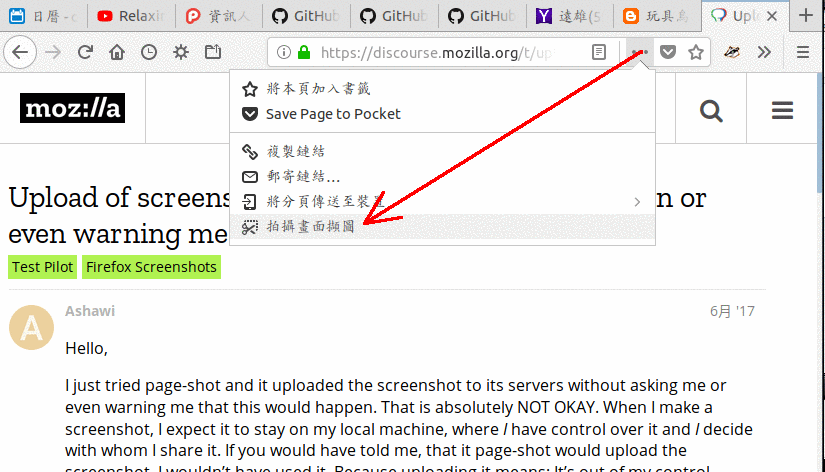 日曆 - c
Relaxin
資訊人
GitHub
GitHub
GitHub
遠雄(5
玩具烏
Uplo
https://discourse.mozilla.org/t/up
將本頁加入書籤
Save Page to Pocket
複製鏈結
郵寄鏈結...
將分頁傳送至裝置
拍攝畫面擷圖
moz://a
Upload of screens n or
even warning me
Test Pilot Firefox Screenshots
A
Ashawi 6月 '17
Hello,
I just tried page-shot and it uploaded the screenshot to its servers without asking me or
even warning me that this would happen. That is absolutely NOT OKAY. When I make a
screenshot, I expect it to stay on my local machine, where I have control over it and I decide
with whom I share it. If you would have told me, that it page-shot would upload the
screenshot, I wouldn't have used it. Because uploading it means: It's out of my control